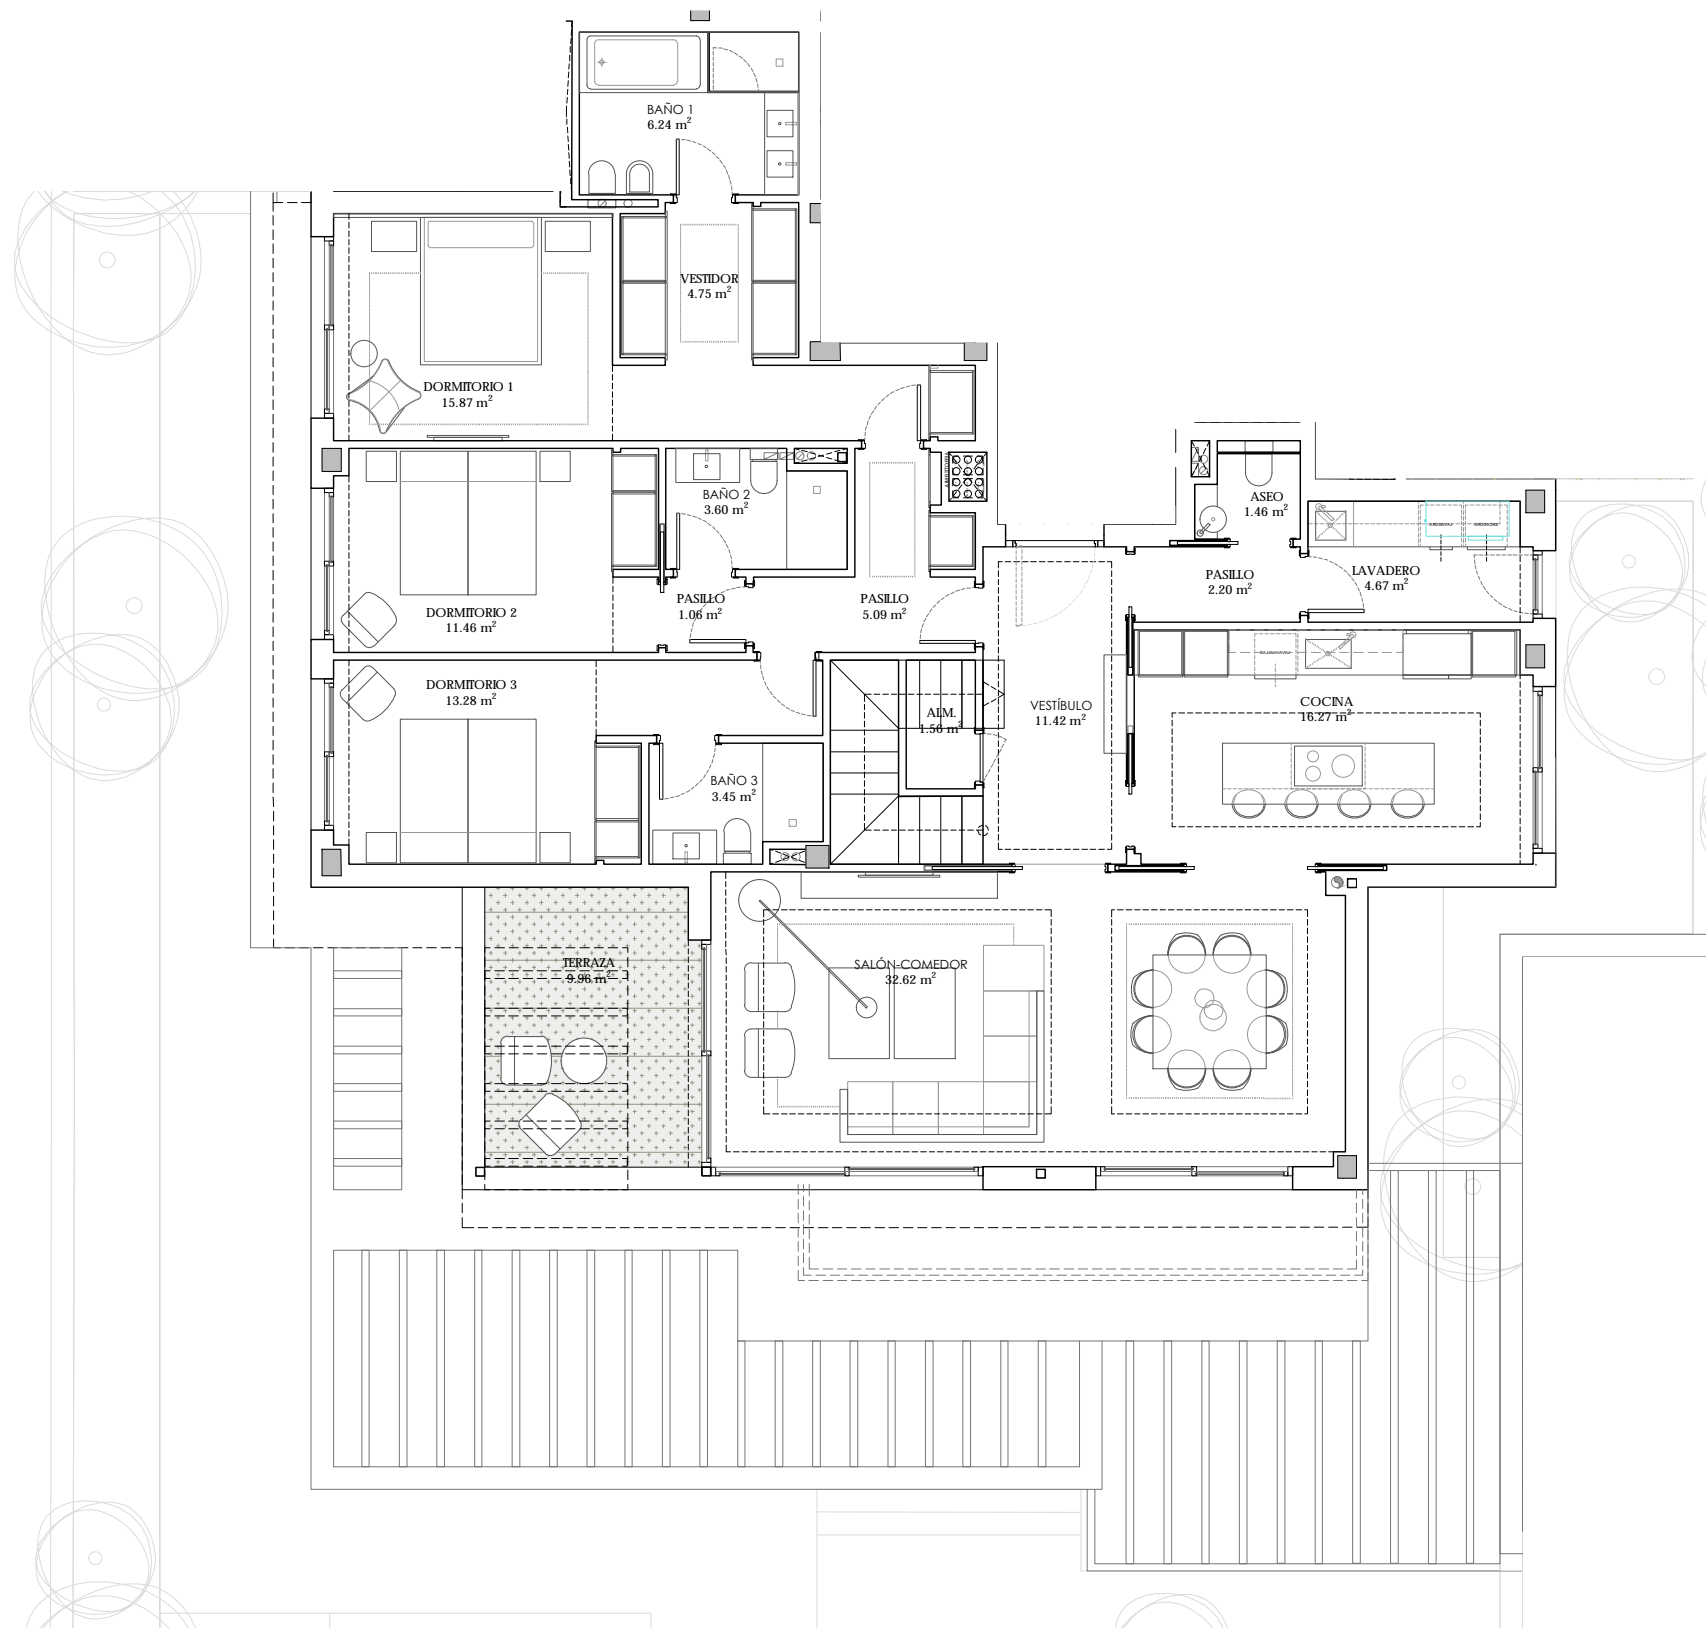 BAÑO 1
6.24 m²
VESTIDOR
4.75 m²
DORMITORIO 1
15.87 m²
BAÑO 2
3.60 m²
ASEO
1.46 m²
DORMITORIO 2
11.46 m²
PASILLO
1.06 m²
PASILLO
5.09 m²
PASILLO
2.20 m²
LAVADERO
4.67 m²
DORMITORIO 3
13.28 m²
ALM.
1.56 m²
VESTÍBULO
11.42 m²
COCINA
16.27 m²
BAÑO 3
3.45 m²
TERRAZA
9.96 m²
SALÓN-COMEDOR
32.62 m²